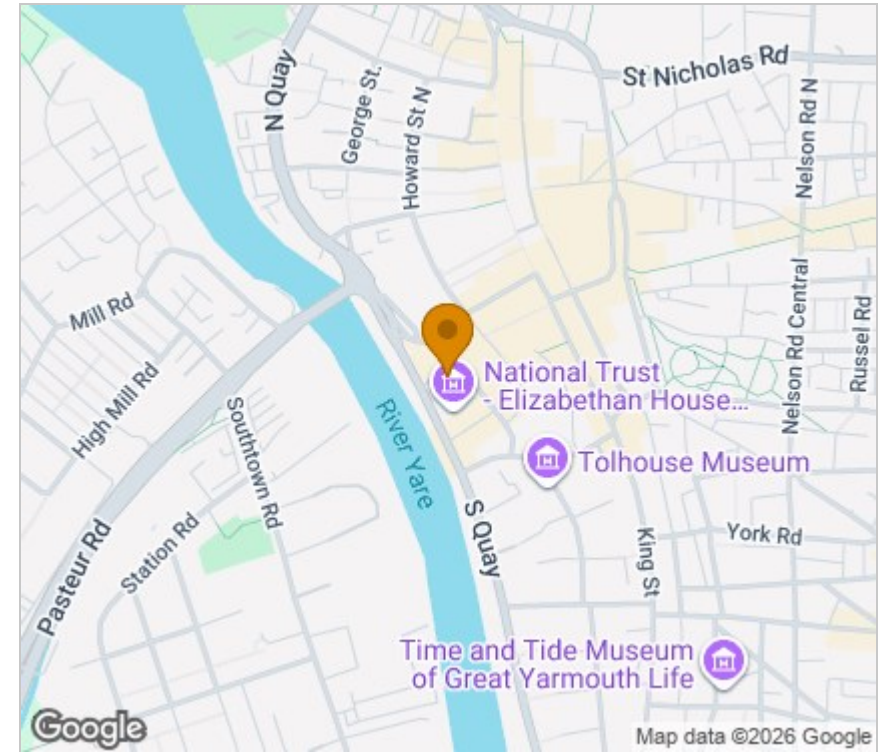 St Nicholas Rd
N Quay
George St.
Howard St N
Nelson Rd N
Mill Rd
Nelson Rd Central
Russel Rd
High Mill Rd
National Trust
- Elizabethan House...
Southtown Rd
River Yare
Tolhouse Museum
S Quay
King St
York Rd
Station Rd
Pasteur Rd
Time and Tide Museum
of Great Yarmouth Life
Google
Map data ©2026 Google